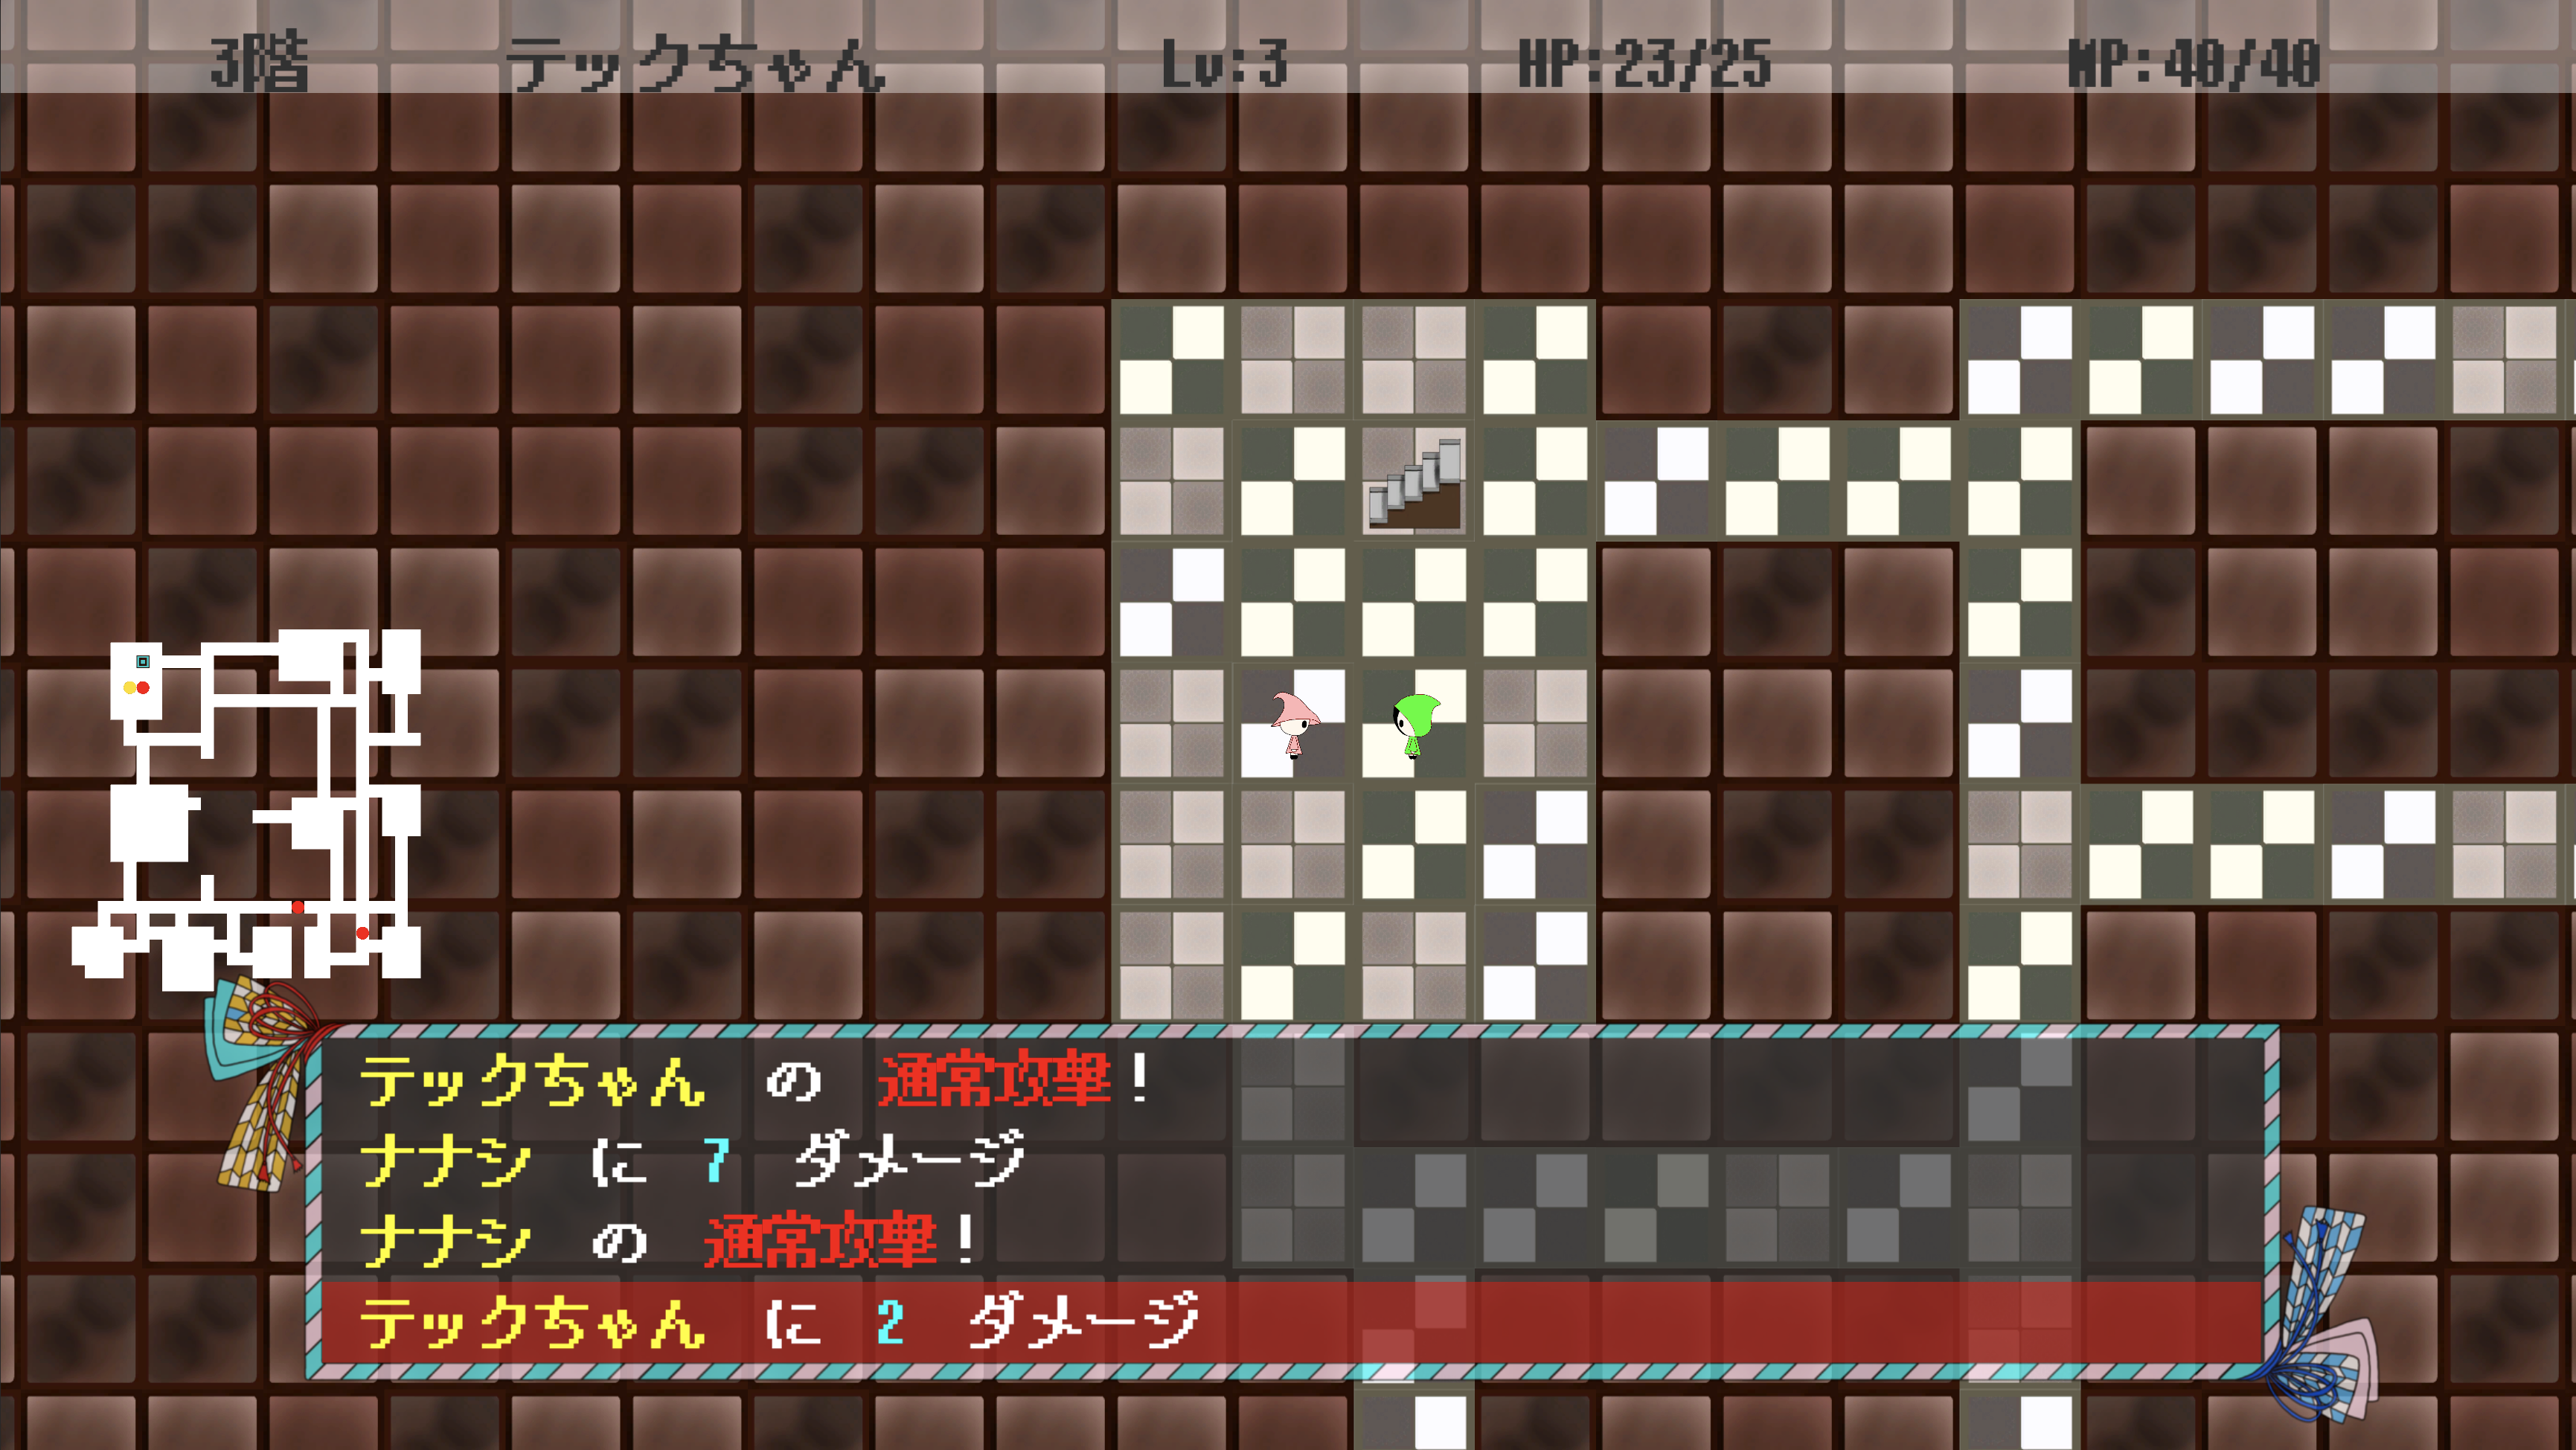 3階 テックちゃん Lv:3 HP:23/25 MP:40/40
テックちゃん の 通常攻撃!
ナナシ に 7 ダメージ
ナナシ の 通常攻撃!
テックちゃん に 2 ダメージ